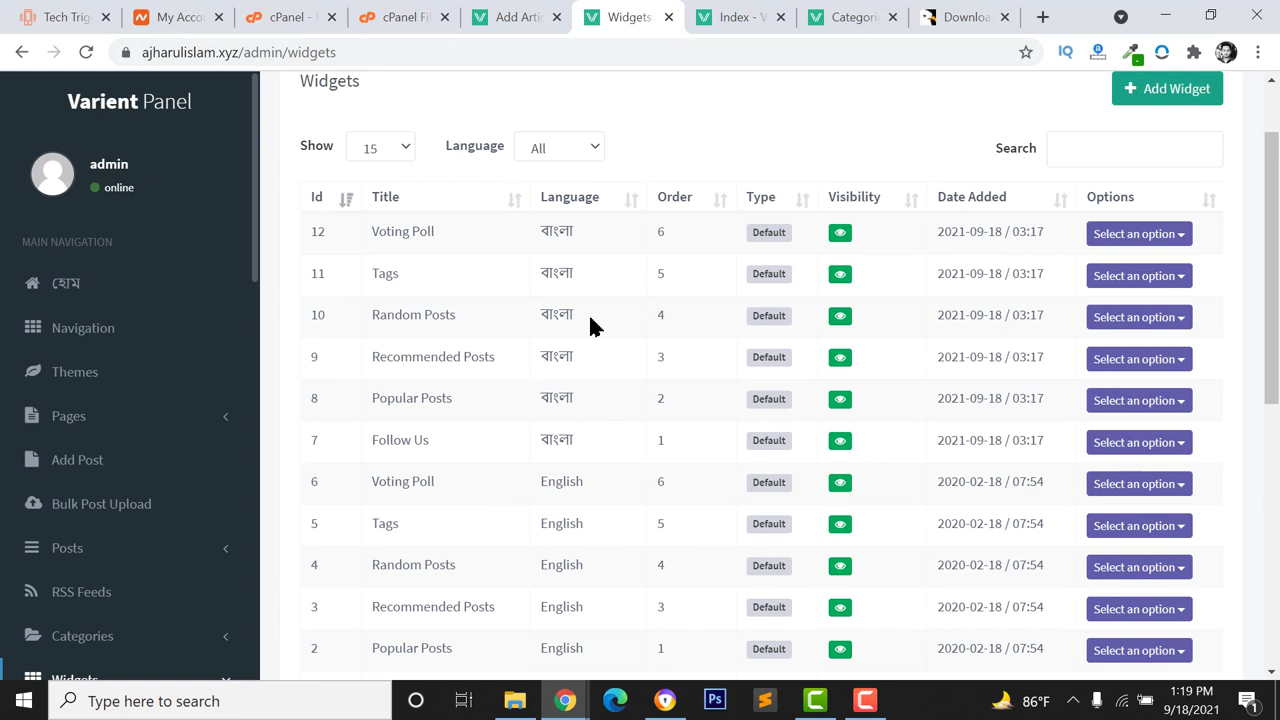 Tech Trig
My Acco
cPanel -
cPanel Fi
Add Artic
Widgets
Index - V
Categori
Downloa
ajharulislam.xyz/admin/widgets
Varient Panel
admin
online
MAIN NAVIGATION
হোম
Navigation
Themes
Pages
Add Post
Bulk Post Upload
Posts
RSS Feeds
Categories
Widgets
Widgets
+ Add Widget
Show 15 Language All Search
Id Title Language Order Type Visibility Date Added Options
12 Voting Poll বাংলা 6 Default 2021-09-18 / 03:17 Select an option
11 Tags বাংলা 5 Default 2021-09-18 / 03:17 Select an option
10 Random Posts বাংলা 4 Default 2021-09-18 / 03:17 Select an option
9 Recommended Posts বাংলা 3 Default 2021-09-18 / 03:17 Select an option
8 Popular Posts বাংলা 2 Default 2021-09-18 / 03:17 Select an option
7 Follow Us বাংলা 1 Default 2021-09-18 / 03:17 Select an option
6 Voting Poll English 6 Default 2020-02-18 / 07:54 Select an option
5 Tags English 5 Default 2020-02-18 / 07:54 Select an option
4 Random Posts English 4 Default 2020-02-18 / 07:54 Select an option
3 Recommended Posts English 3 Default 2020-02-18 / 07:54 Select an option
2 Popular Posts English 1 Default 2020-02-18 / 07:54 Select an option
Type here to search
86°F
1:19 PM
9/18/2021